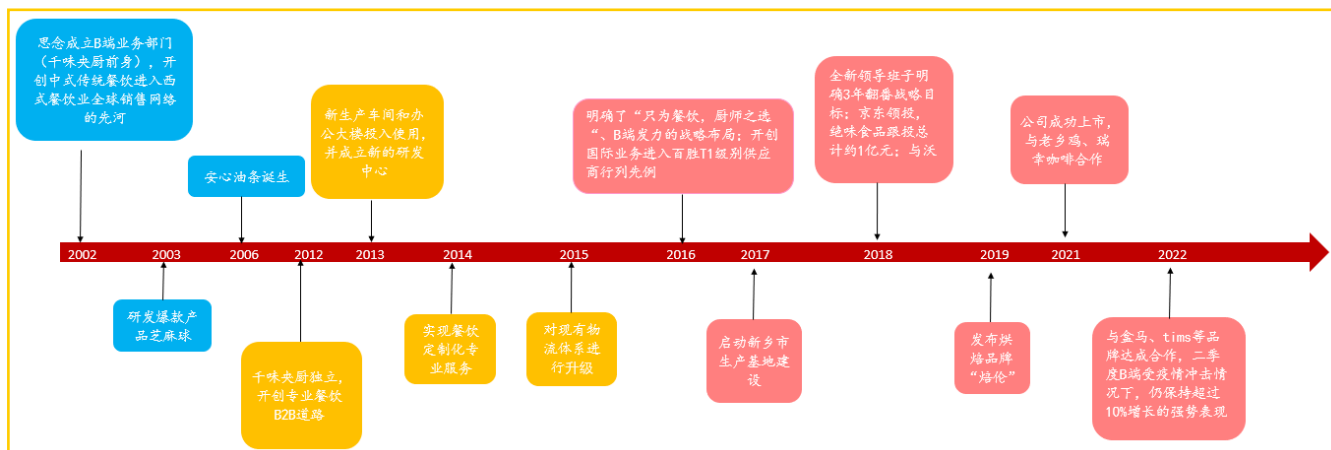 思念成立B端业务部门
（千味央厨前身），开
创中式传统餐饮进入西
式餐饮业全球销售网络
的先河
安心油条诞生
新生产车间和办
公大楼投入使用,
并成立新的研发
中心
明确了“只为餐饮, 厨师之选
“、B端发力的战略布局; 开创
国际业务进入百胜T1级别供应
商行列先例
全新领导班子明
确3年翻番战略目
标; 京东领投,
绝味食品跟投总
计约1亿元; 与沃
公司成功上市,
与老乡鸡、瑞
幸咖啡合作
2002
2003
2006
2012
2013
2014
2015
2016
2017
2018
2019
2021
2022
研发爆款产
品芝麻球
千味央厨独立,
开创专业餐饮
B2B道路
实现餐饮
定制化专
业服务
对现有物
流体系进
行升级
启动新乡市
生产基地建
设
发布烘
焙品牌
“焙伦”
与盒马、tims等品
牌达成合作, 二季
度B端受疫情冲击情
况下, 仍保持超过
10%增长的强势表现